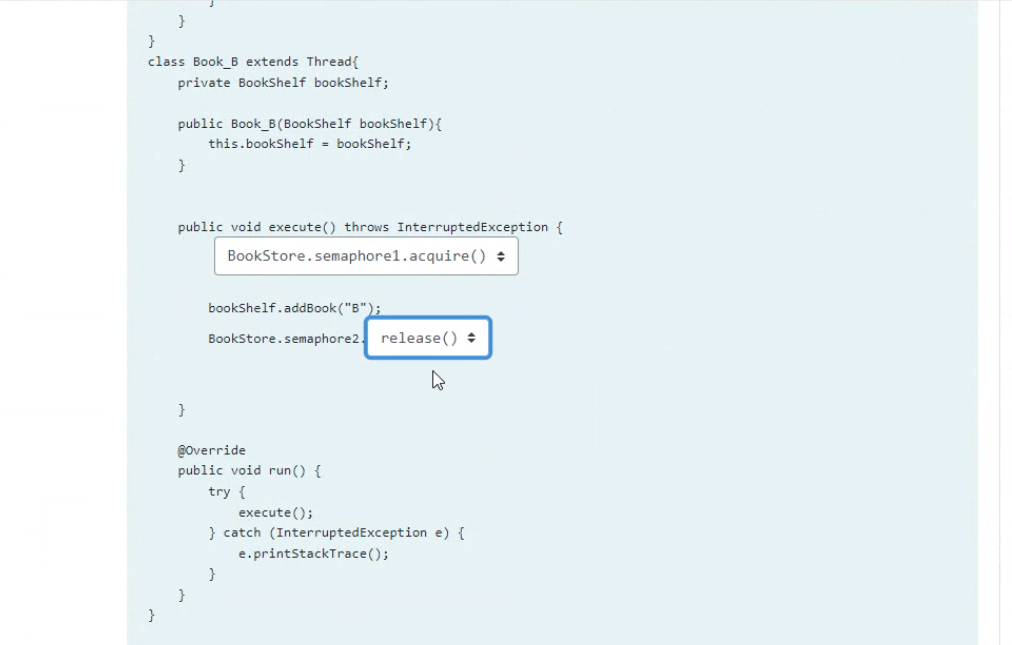 }
}
class Book_B extends Thread{
private BookShelf bookShelf;
public Book_B(BookShelf bookShelf){
this.bookShelf = bookShelf;
}
public void execute() throws InterruptedException {
BookStore.semaphore1.acquire()
bookShelf.addBook("B");
BookStore.semaphore2. release()
}
@Override
public void run() {
try {
execute();
} catch (InterruptedException e) {
e.printStackTrace();
}
}
}